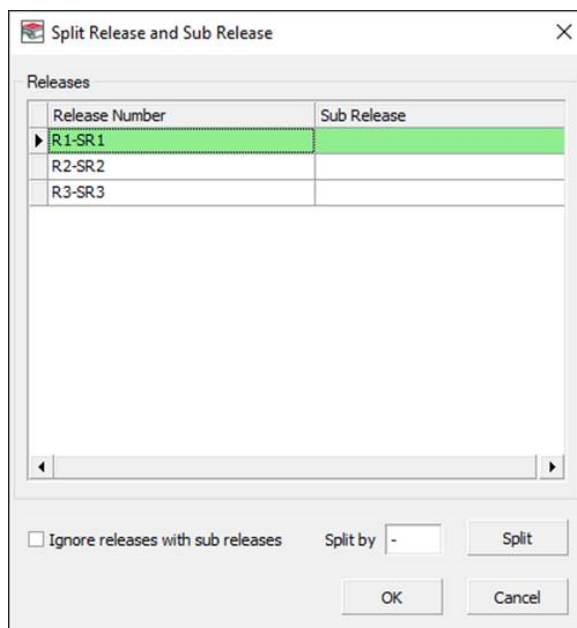 Split Release and Sub Release
Releases
Release Number Sub Release
R1-SR1
R2-SR2
R3-SR3
Ignore releases with sub releases Split by - Split
OK Cancel